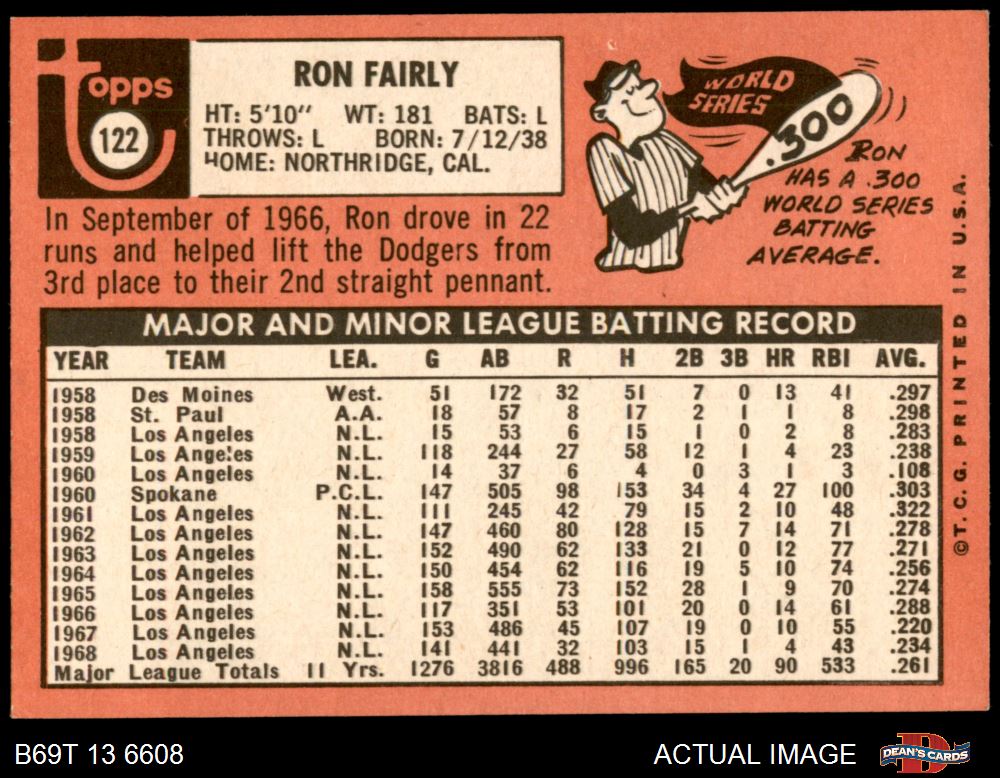 Topps
122
RON FAIRLY
HT: 5'10" WT: 181 BATS: L
THROWS: L BORN: 7/12/38
HOME: NORTHRIDGE, CAL.
In September of 1966, Ron drove in 22
runs and helped lift the Dodgers from
3rd place to their 2nd straight pennant.
WORLD
SERIES
.300
RON
HAS A .300
WORLD SERIES
BATTING
AVERAGE.
MAJOR AND MINOR LEAGUE BATTING RECORD
YEAR TEAM LEA. G AB R H 2B 3B HR RBI AVG.
1958 Des Moines West. 51 172 32 51 7 0 13 41 .297
1958 St. Paul A.A. 18 57 8 17 2 1 1 8 .298
1958 Los Angeles N.L. 15 53 6 15 1 0 2 8 .283
1959 Los Angeles N.L. 118 244 27 58 12 1 4 23 .238
1960 Los Angeles N.L. 14 37 6 4 0 3 1 3 .108
1960 Spokane P.C.L. 147 505 98 153 34 4 27 100 .303
1961 Los Angeles N.L. 111 245 42 79 15 2 10 48 .322
1962 Los Angeles N.L. 147 460 80 128 15 7 14 71 .278
1963 Los Angeles N.L. 152 490 62 133 21 0 12 77 .271
1964 Los Angeles N.L. 150 454 62 116 19 5 10 74 .256
1965 Los Angeles N.L. 158 555 73 152 28 1 9 70 .274
1966 Los Angeles N.L. 117 351 53 101 20 0 14 61 .288
1967 Los Angeles N.L. 153 486 45 107 19 0 10 55 .220
1968 Los Angeles N.L. 141 441 32 103 15 1 4 43 .234
Major League Totals 11 Yrs. 1276 3816 488 996 165 20 90 533 .261
©T.C.G. PRINTED IN U.S.A.
B69T 13 6608
ACTUAL IMAGE
DEAN'S CARDS